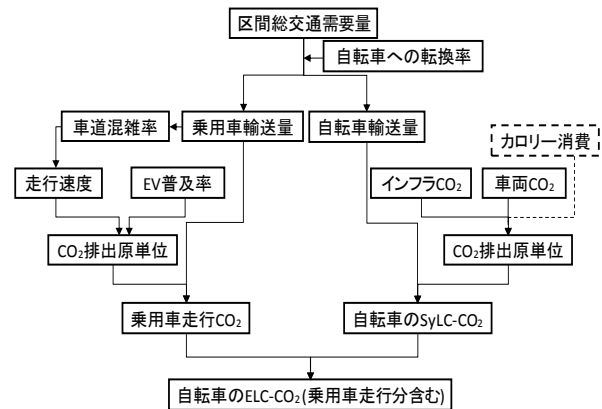 区間総交通需要量
自転車への転換率
車道混雑率
乗用車輸送量
自転車輸送量
カロリー消費
走行速度
EV普及率
インフラCO₂
車両CO₂
CO₂排出原単位
CO₂排出原単位
乗用車走行CO₂
自転車のSyLC-CO₂
自転車のELC-CO₂(乗用車走行分含む)